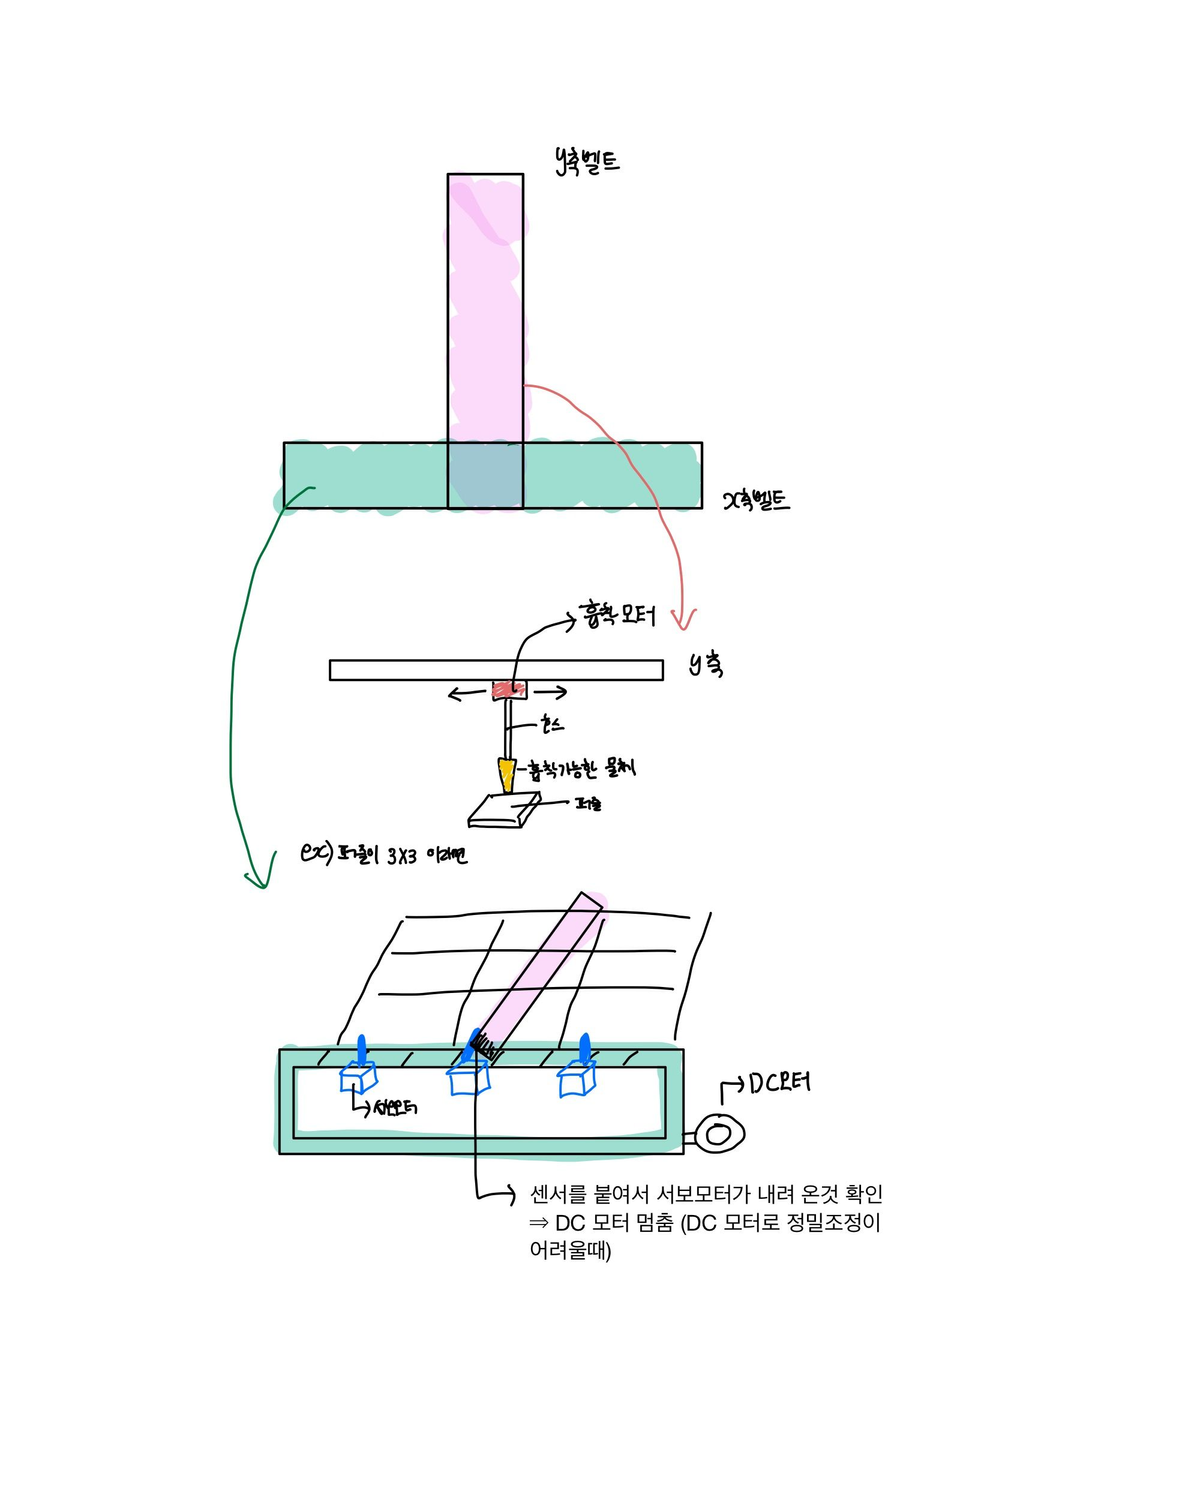 y축벨트
x축벨트
흡착모터
y축
호스
흡착가능한 물체
퍼즐
ex) 퍼즐이 3X3 이라면
DC모터
서보모터
센서를 붙여서 서보모터가 내려 온것 확인
⇒ DC 모터 멈춤 (DC 모터로 정밀조정이
어려울때)